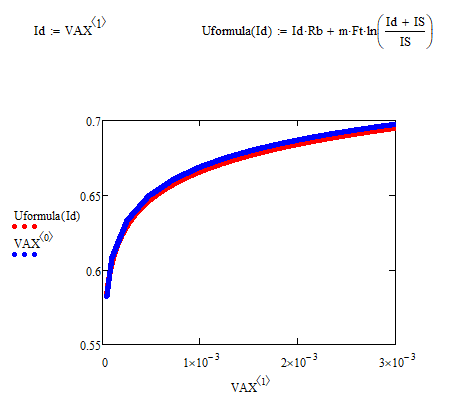 Id := VAX⟨1⟩ Uformula(Id) := Id·Rb + m·Ft·ln((Id + IS)/IS)
0.7
0.65
0.6
0.55
Uformula(Id)
VAX⟨0⟩
0 1×10⁻³ 2×10⁻³ 3×10⁻³
VAX⟨1⟩